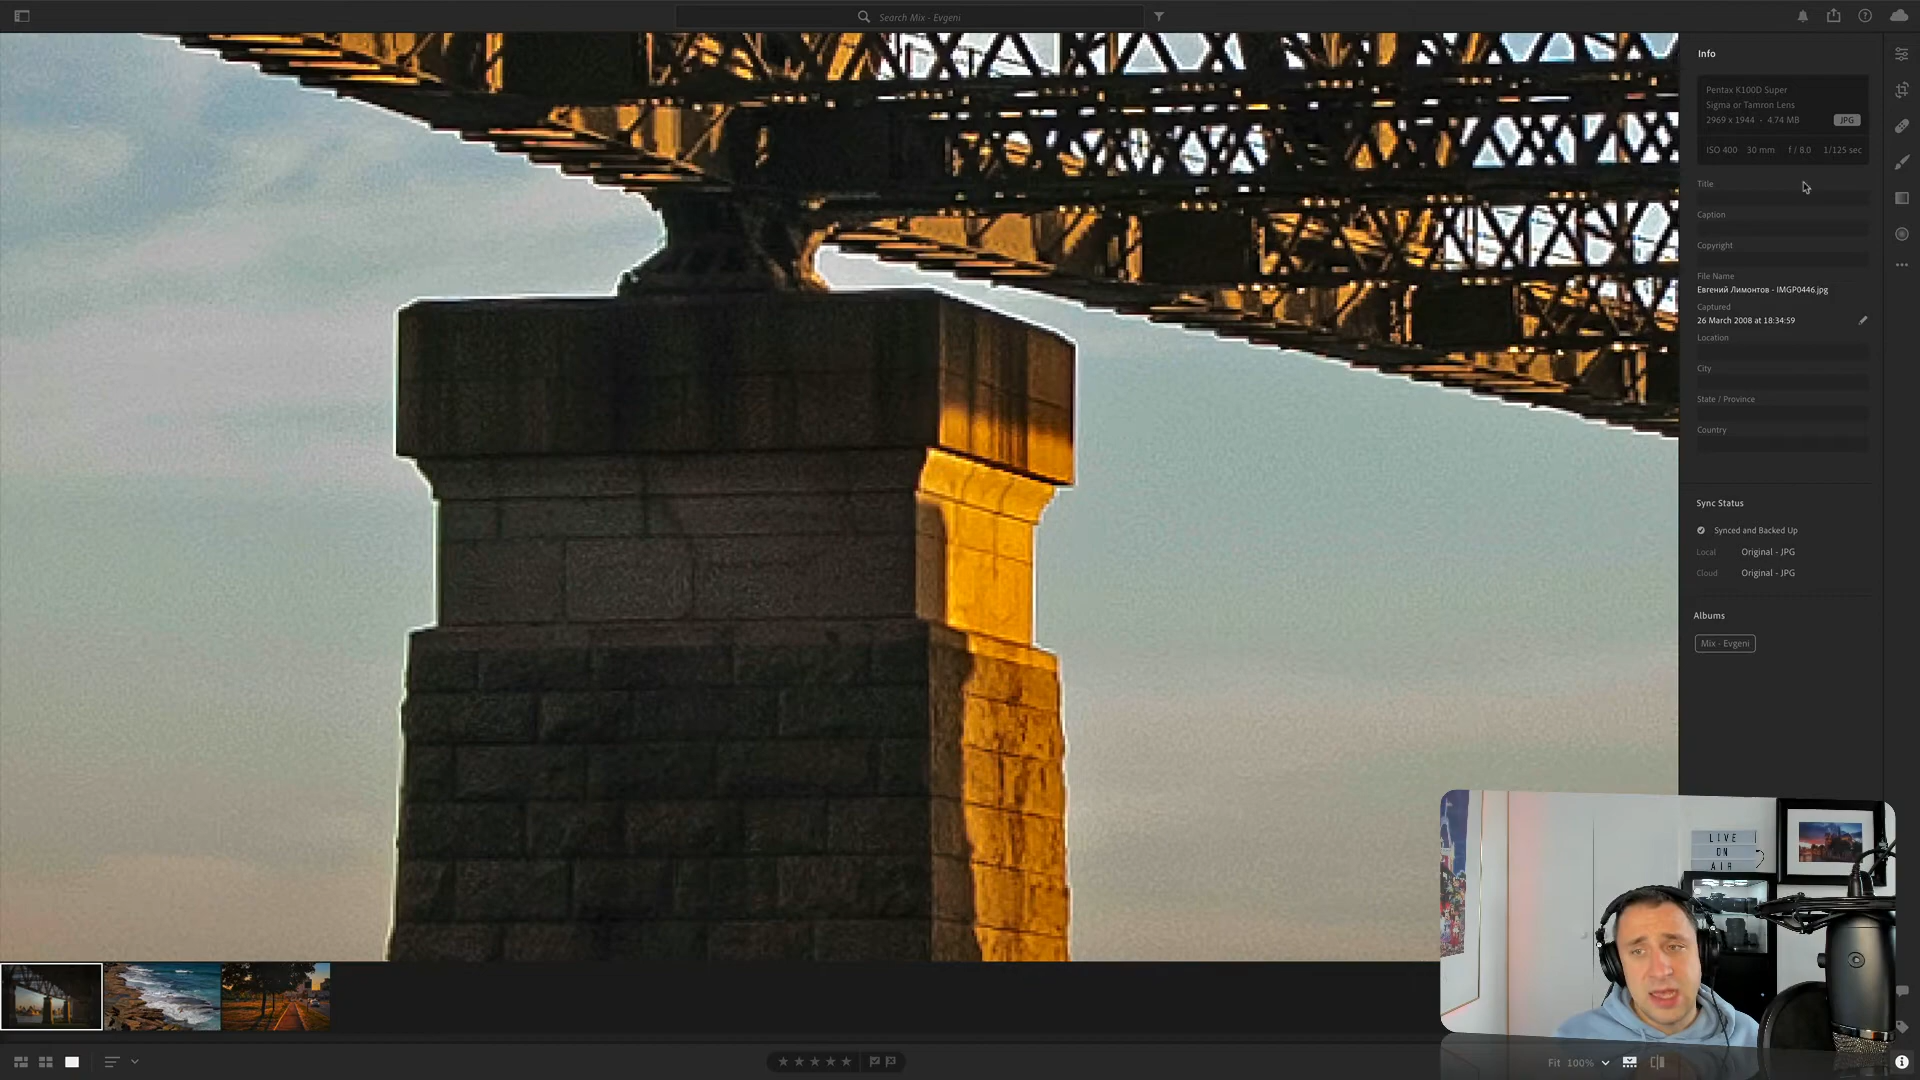 Search Mix - Evgeni
Info
Pentax K100D Super
Sigma or Tamron Lens
2969 x 1944 - 4.74 MB JPG
ISO 400 30 mm f / 8.0 1/125 sec
Title
Caption
Copyright
File Name
Евгений Лимонтов - IMGP0446.jpg
Captured
26 March 2008 at 18:34:59
Location
City
State / Province
Country
Sync Status
Synced and Backed Up
Local Original - JPG
Cloud Original - JPG
Albums
Mix - Evgeni
LIVE
ON
AIR
Fit 100%